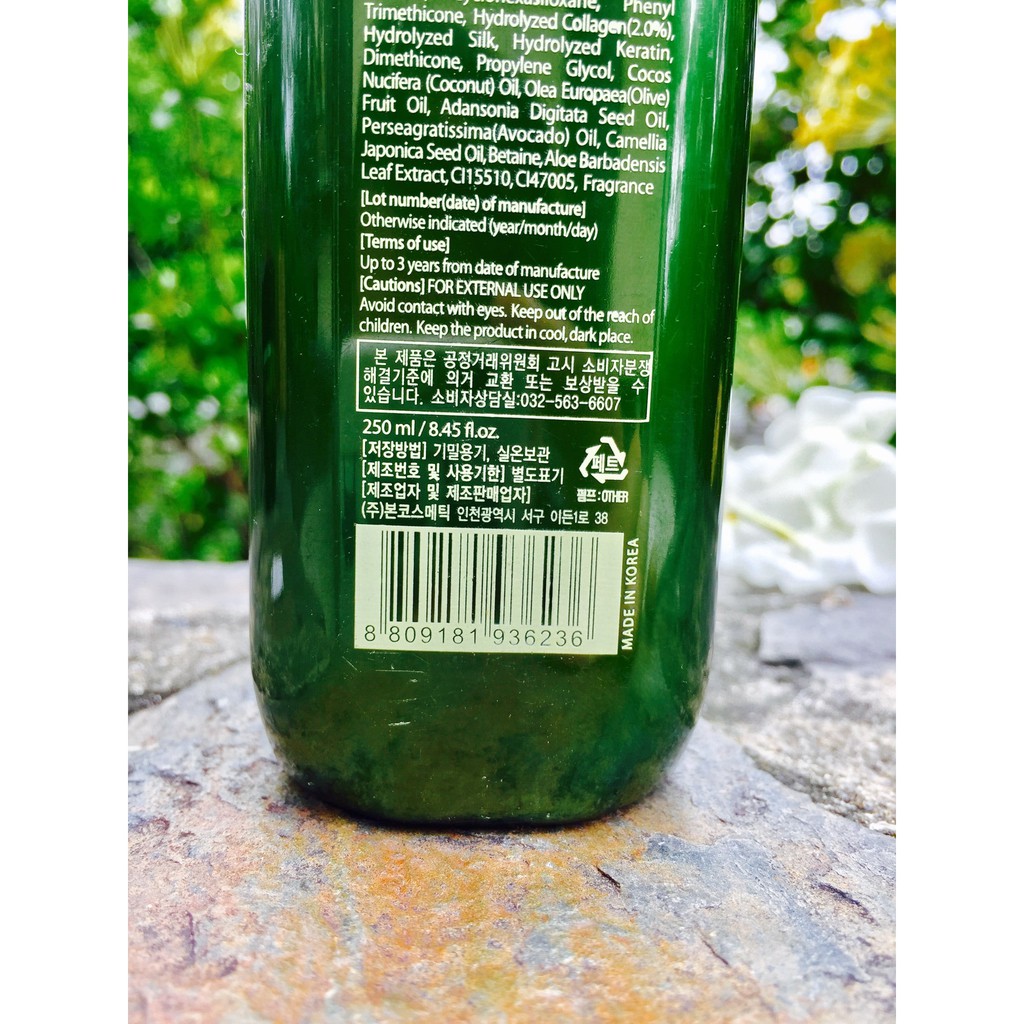 Phenyl
Trimethicone, Hydrolyzed Collagen(2.0%),
Hydrolyzed Silk, Hydrolyzed Keratin,
Dimethicone, Propylene Glycol, Cocos
Nucifera (Coconut) Oil, Olea Europaea(Olive)
Fruit Oil, Adansonia Digitata Seed Oil,
Perseagratissima(Avocado) Oil, Camellia
Japonica Seed Oil, Betaine, Aloe Barbadensis
Leaf Extract, CI15510, CI47005, Fragrance
[Lot number(date) of manufacture]
Otherwise indicated (year/month/day)
[Terms of use]
Up to 3 years from date of manufacture
[Cautions] FOR EXTERNAL USE ONLY
Avoid contact with eyes. Keep out of the reach of
children. Keep the product in cool, dark place.
본 제품은 공정거래위원회 고시 소비자분쟁
해결기준에 의거 교환 또는 보상받을 수
있습니다. 소비자상담실:032-563-6607
250 ml / 8.45 fl.oz.
[저장방법] 기밀용기, 실온보관
[제조번호 및 사용기한] 별도표기
[제조업자 및 제조판매업자]
(주)본코스메틱 인천광역시 서구 이든1로 38
페트
펌프:OTHER
8 809181 936236
MADE IN KOREA